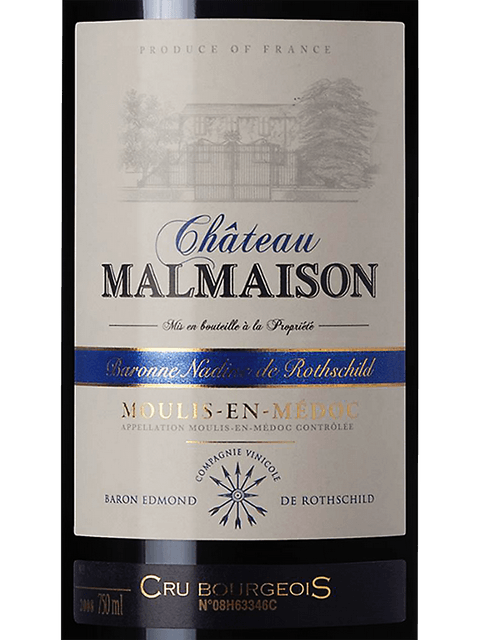 PRODUCE OF FRANCE
Château
MALMAISON
Mis en bouteille à la Propriété
Baronne Nadine de Rothschild
MOULIS-EN-MÉDOC
APPELLATION MOULIS-EN-MÉDOC CONTRÔLÉE
COMPAGNIE VINICOLE
BARON EDMOND DE ROTHSCHILD
CRU BOURGEOIS
750 ml
N°08H63346C